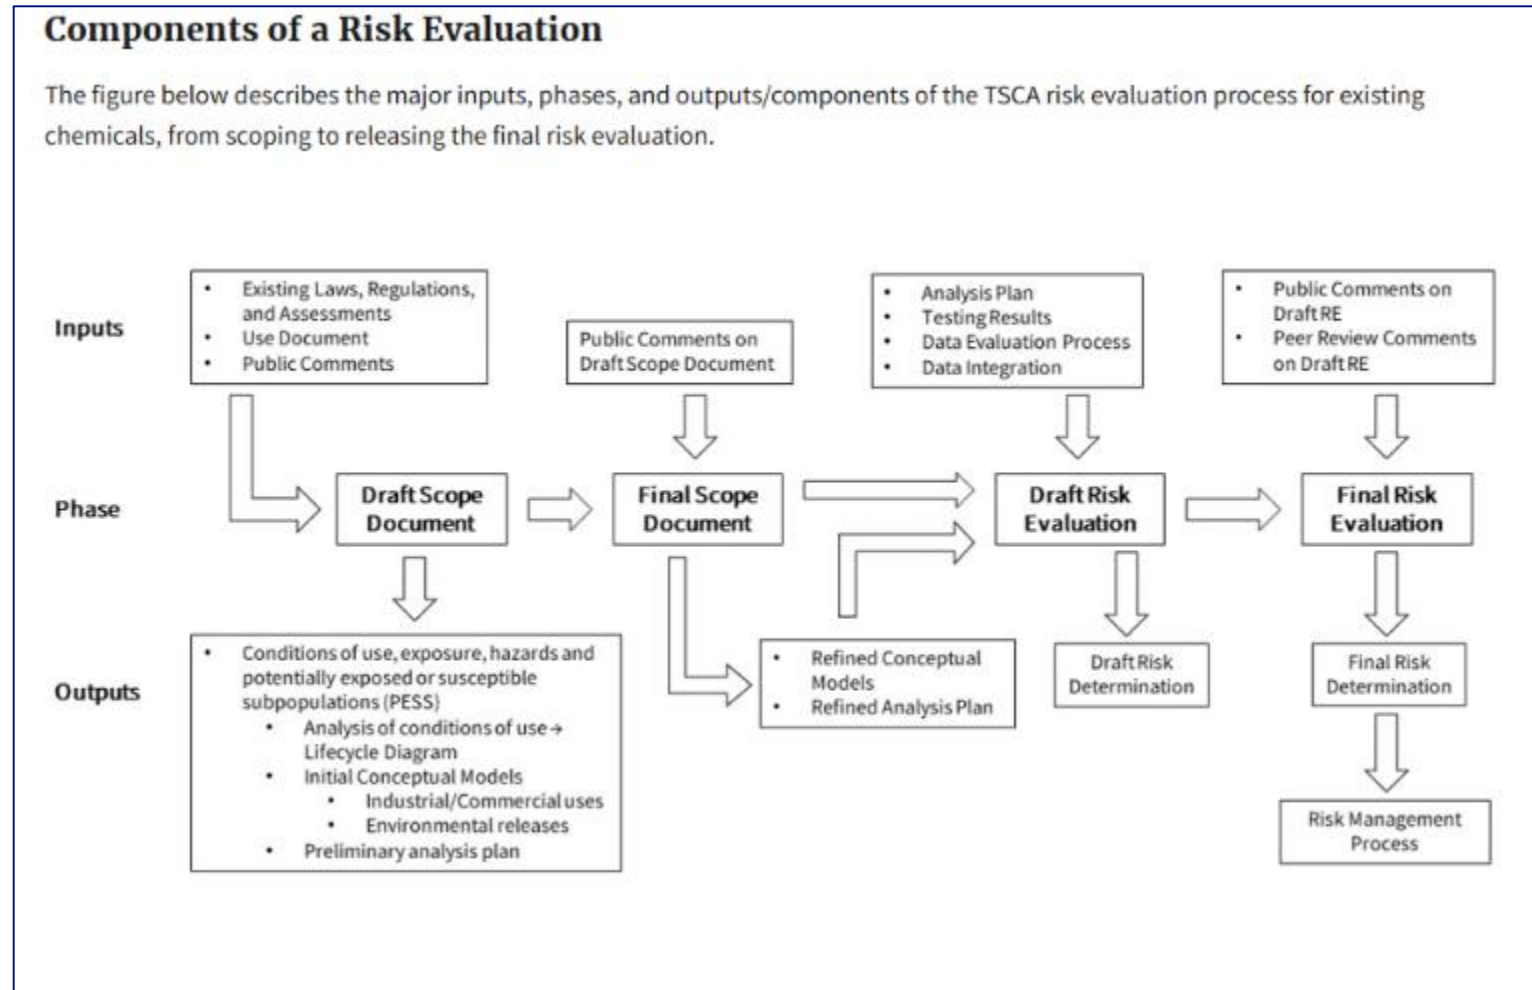 Components of a Risk Evaluation
The figure below describes the major inputs, phases, and outputs/components of the TSCA risk evaluation process for existing
chemicals, from scoping to releasing the final risk evaluation.
Inputs
• Existing Laws, Regulations,
and Assessments
• Use Document
• Public Comments
Public Comments on
Draft Scope Document
• Analysis Plan
• Testing Results
• Data Evaluation Process
• Data Integration
• Public Comments on
Draft RE
• Peer Review Comments
on Draft RE
Phase
Draft Scope
Document
Final Scope
Document
Draft Risk
Evaluation
Final Risk
Evaluation
Outputs
• Conditions of use, exposure, hazards and
potentially exposed or susceptible
subpopulations (PESS)
• Analysis of conditions of use →
Lifecycle Diagram
• Initial Conceptual Models
• Industrial/Commercial uses
• Environmental releases
• Preliminary analysis plan
• Refined Conceptual
Models
• Refined Analysis Plan
Draft Risk
Determination
Final Risk
Determination
Risk Management
Process